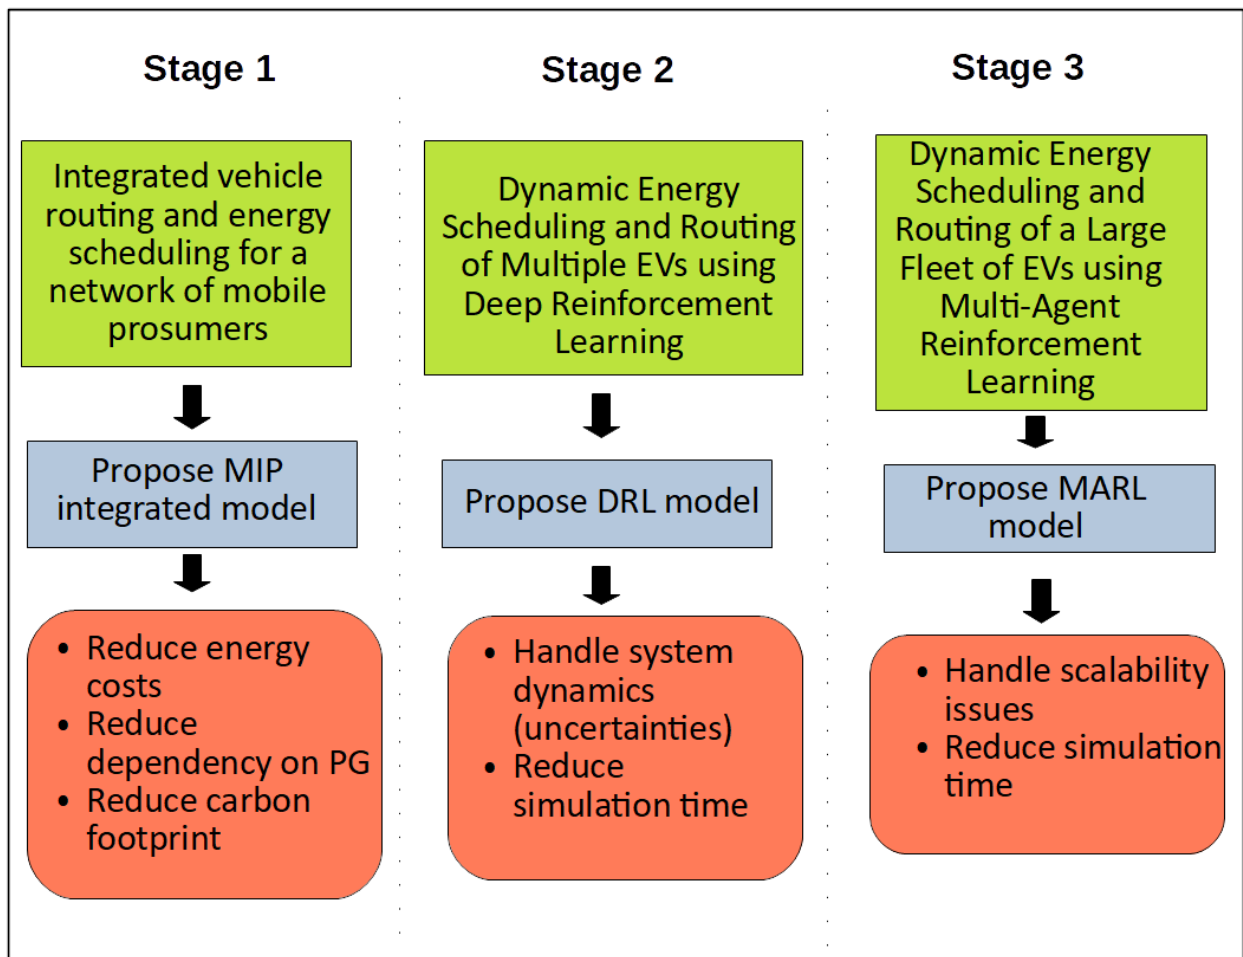 Stage 1
Integrated vehicle
routing and energy
scheduling for a
network of mobile
prosumers
Propose MIP
integrated model
• Reduce energy
costs
• Reduce
dependency on PG
• Reduce carbon
footprint
Stage 2
Dynamic Energy
Scheduling and Routing
of Multiple EVs using
Deep Reinforcement
Learning
Propose DRL model
• Handle system
dynamics
(uncertainties)
• Reduce
simulation time
Stage 3
Dynamic Energy
Scheduling and
Routing of a Large
Fleet of EVs using
Multi-Agent
Reinforcement
Learning
Propose MARL
model
• Handle scalability
issues
• Reduce simulation
time